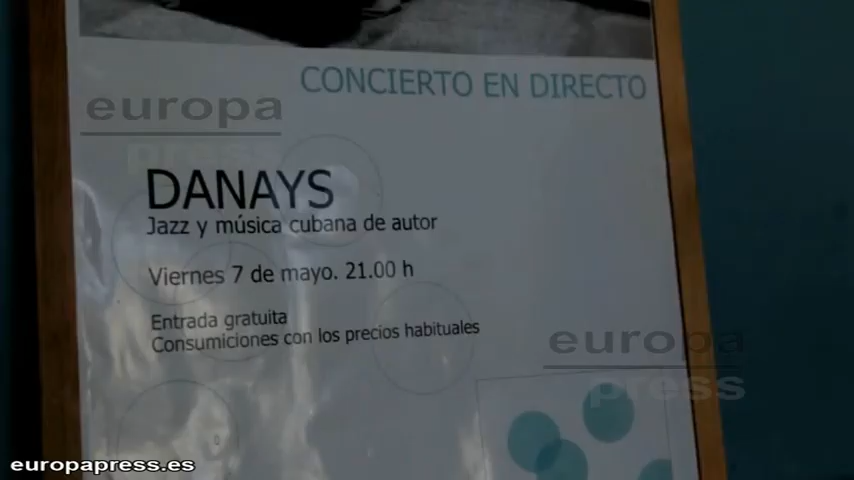 CONCIERTO EN DIRECTO
europa
press
DANAYS
Jazz y música cubana de autor
Viernes 7 de mayo. 21.00 h
Entrada gratuita
Consumiciones con los precios habituales
europa
press
europapress.es